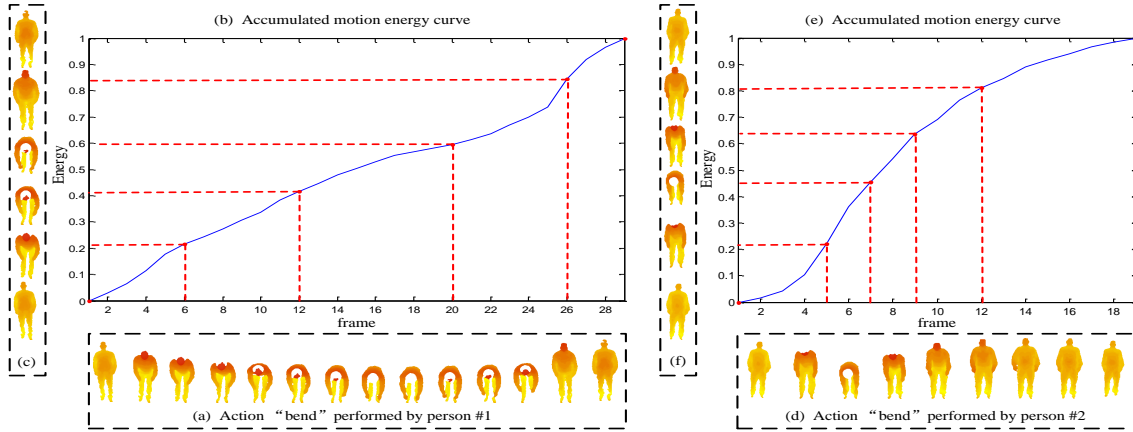 (b) Accumulated motion energy curve
1
0.9
0.8
0.7
0.6
0.5
0.4
0.3
0.2
0.1
0
Energy
2 4 6 8 10 12 14 16 18 20 22 24 26 28
frame
(c)
(a) Action “bend” performed by person #1
(e) Accumulated motion energy curve
1
0.9
0.8
0.7
0.6
0.5
0.4
0.3
0.2
0.1
0
Energy
2 4 6 8 10 12 14 16 18
frame
(f)
(d) Action “bend” performed by person #2